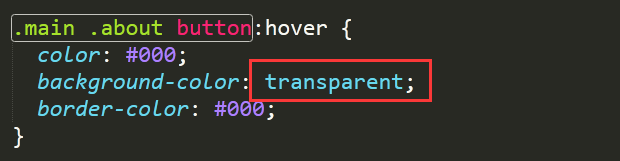 .main .about button:hover {
color: #000;
background-color: transparent;
border-color: #000;
}